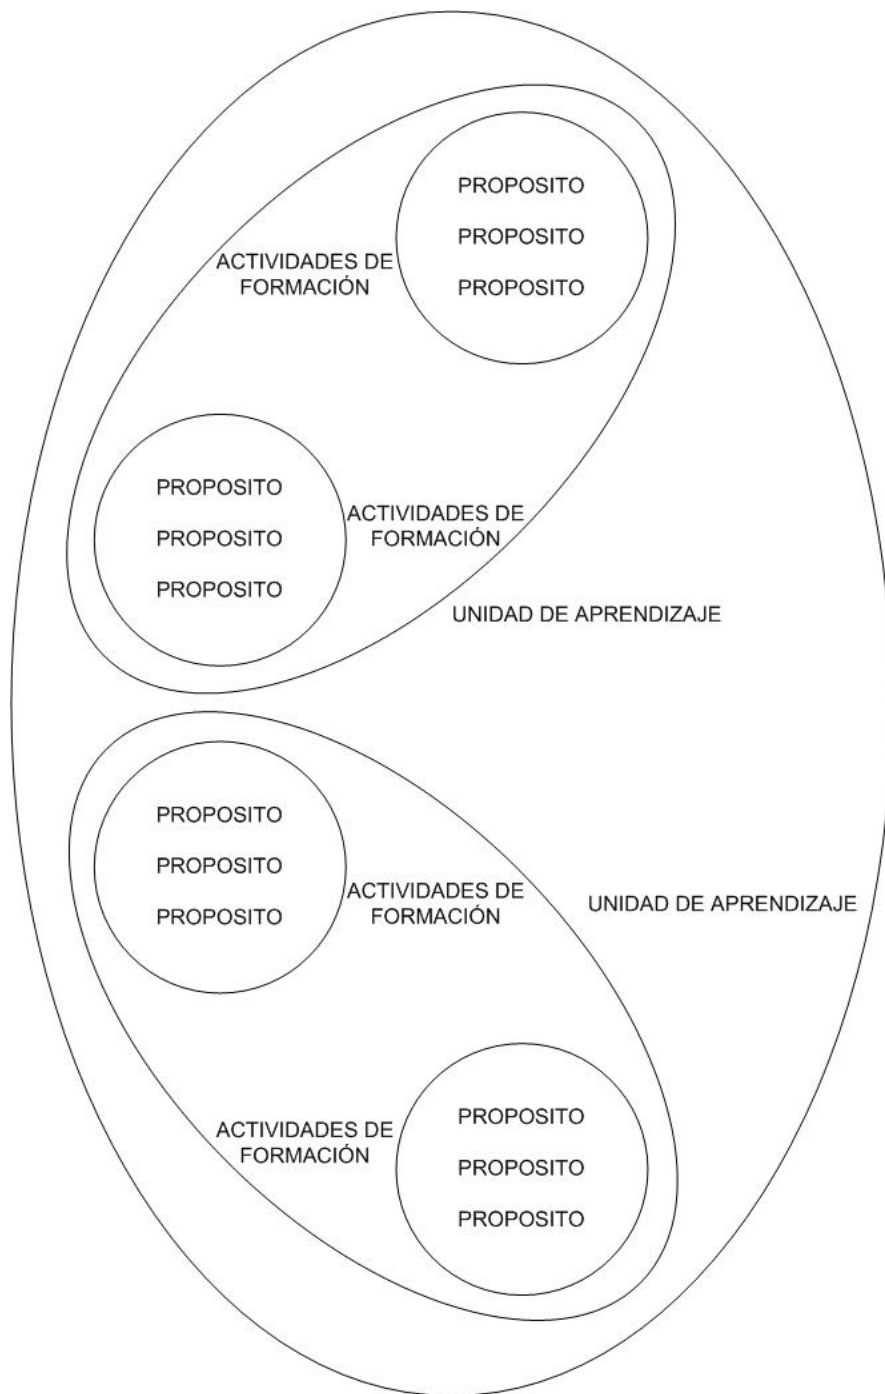 PROPOSITO
PROPOSITO
PROPOSITO
ACTIVIDADES DE
FORMACIÓN
PROPOSITO
PROPOSITO
PROPOSITO
ACTIVIDADES DE
FORMACIÓN
UNIDAD DE APRENDIZAJE
PROPOSITO
PROPOSITO
PROPOSITO
ACTIVIDADES DE
FORMACIÓN
UNIDAD DE APRENDIZAJE
PROPOSITO
PROPOSITO
PROPOSITO
ACTIVIDADES DE
FORMACIÓN